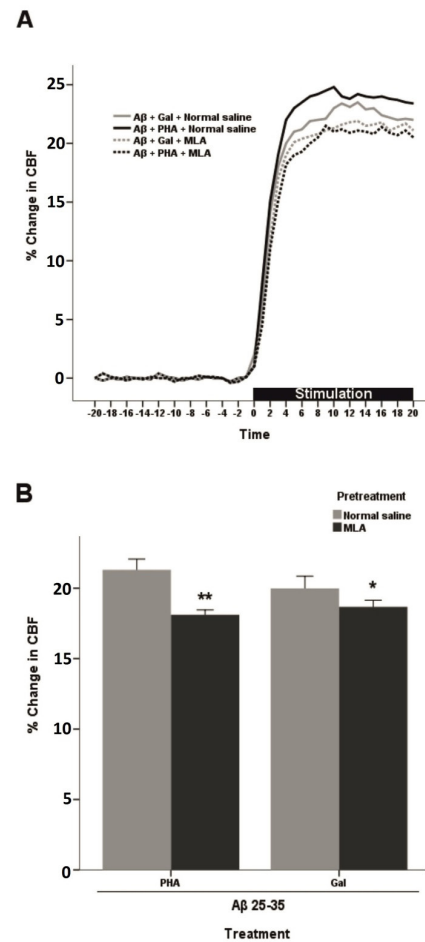 A
25
20
15
10
5
0
% Change in CBF
Aβ + Gal + Normal saline
Aβ + PHA + Normal saline
Aβ + Gal + MLA
Aβ + PHA + MLA
Stimulation
-20 -18 -16 -14 -12 -10 -8 -6 -4 -2 0 2 4 6 8 10 12 14 16 18 20
Time
B
Pretreatment
Normal saline
MLA
20
15
10
5
0
% Change in CBF
** *
PHA Gal
Aβ 25-35
Treatment